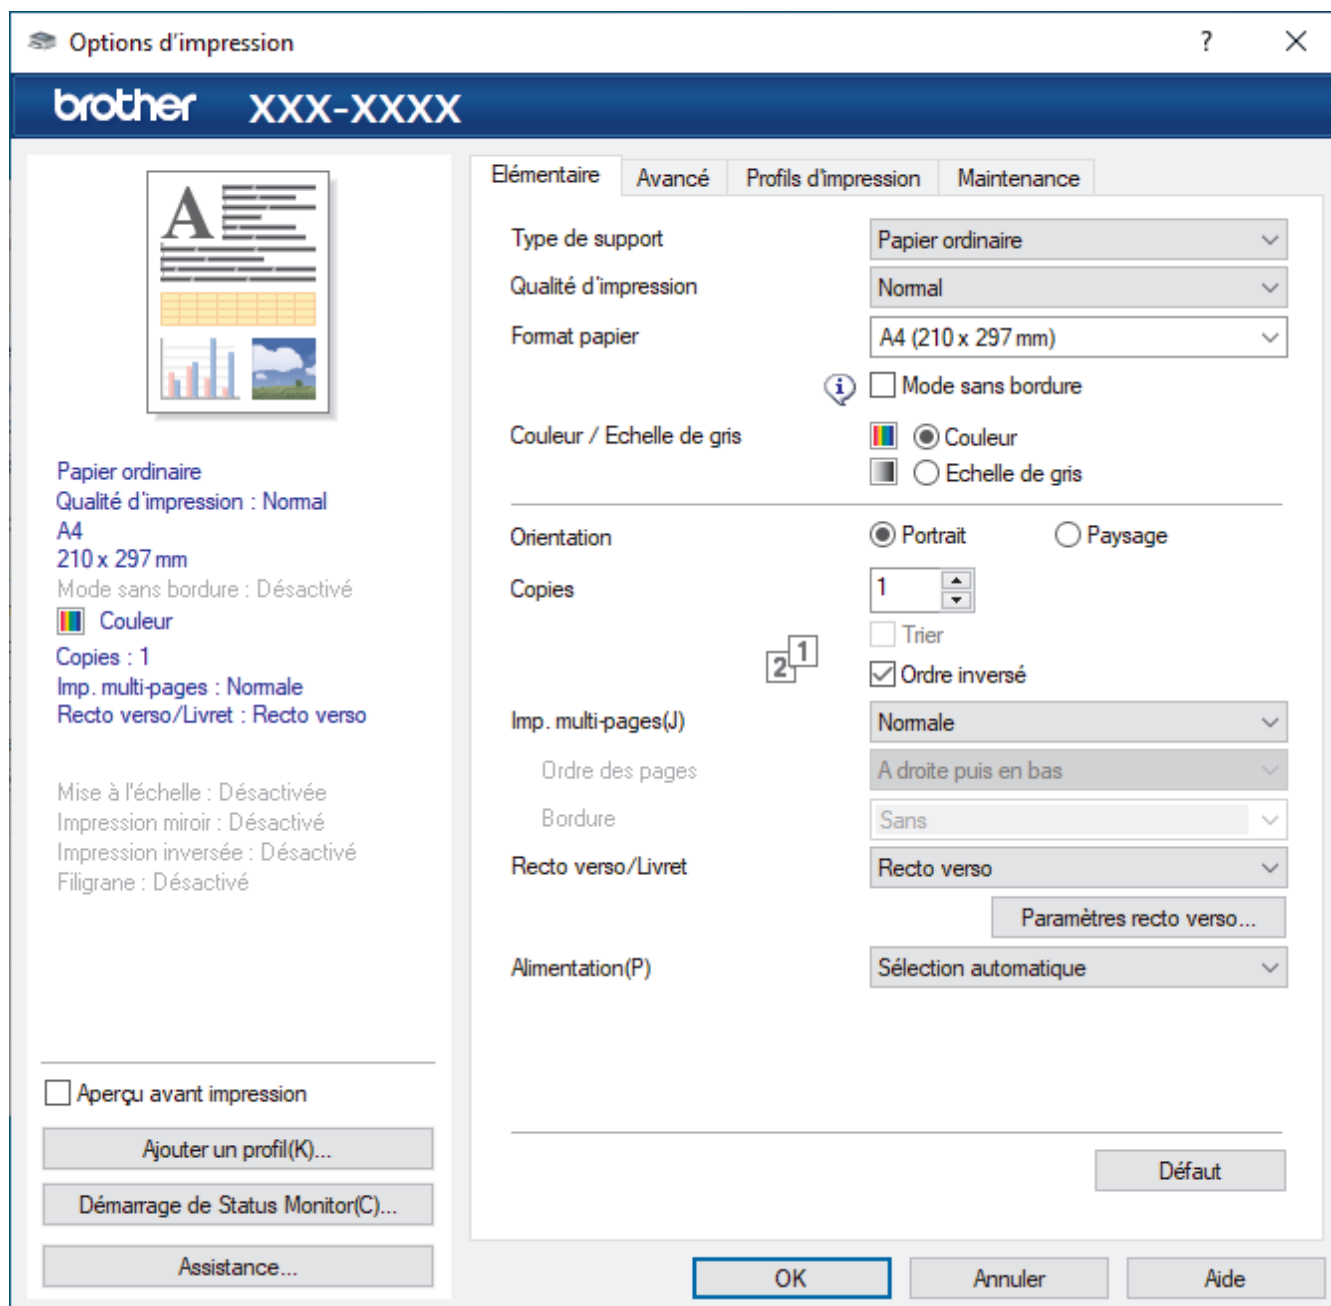 Options d'impression
brother XXX-XXXX
A
Papier ordinaire
Qualité d'impression : Normal
A4
210 x 297 mm
Mode sans bordure : Désactivé
Couleur
Copies : 1
Imp. multi-pages : Normale
Recto verso/Livret : Recto verso
Mise à l'échelle : Désactivée
Impression miroir : Désactivé
Impression inversée : Désactivé
Filigrane : Désactivé
Aperçu avant impression
Ajouter un profil(K)...
Démarrage de Status Monitor(C)...
Assistance...
Elémentaire Avancé Profils d'impression Maintenance
Type de support Papier ordinaire
Qualité d'impression Normal
Format papier A4 (210 x 297 mm)
Mode sans bordure
Couleur / Echelle de gris Couleur
Echelle de gris
Orientation Portrait Paysage
Copies 1
Trier
2 1
Ordre inversé
Imp. multi-pages(J) Normale
Ordre des pages A droite puis en bas
Bordure Sans
Recto verso/Livret Recto verso
Paramètres recto verso...
Alimentation(P) Sélection automatique
Défaut
OK Annuler Aide